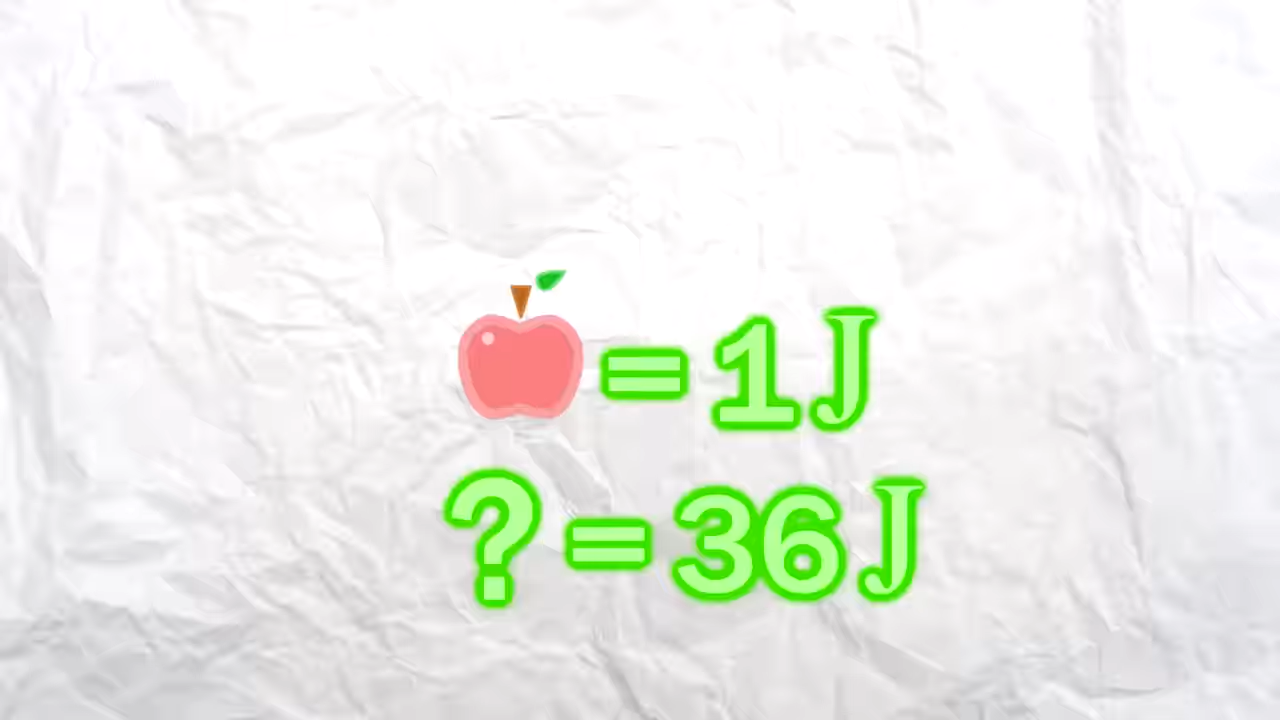 = 1J
? = 36J